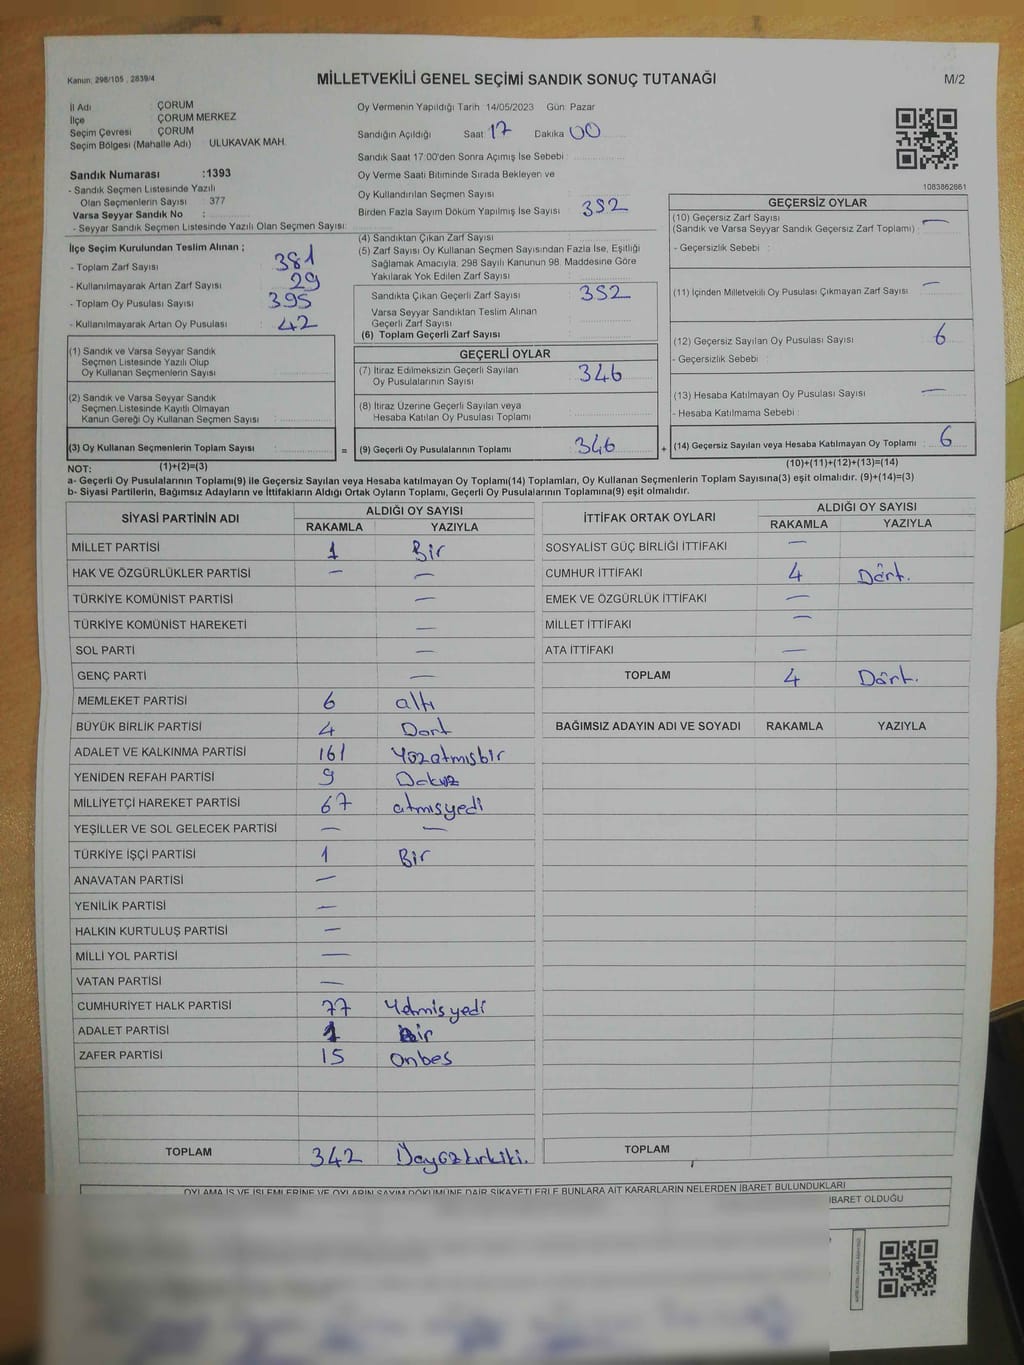 Kanun: 298/105 , 2839/4
MİLLETVEKİLİ GENEL SEÇİMİ SANDIK SONUÇ TUTANAĞI
M/2
İl Adı ÇORUM
İlçe ÇORUM MERKEZ
Seçim Çevresi ÇORUM
Seçim Bölgesi (Mahalle Adı) ULUKAVAK MAH.
Sandık Numarası :1393
- Sandık Seçmen Listesinde Yazılı
Olan Seçmenlerin Sayısı : 377
Varsa Seyyar Sandık No :
- Seyyar Sandık Seçmen Listesinde Yazılı Olan Seçmen Sayısı:
İlçe Seçim Kurulundan Teslim Alınan ;
- Toplam Zarf Sayısı : 381
- Kullanılmayarak Artan Zarf Sayısı : 29
- Toplam Oy Pusulası Sayısı : 395
- Kullanılmayarak Artan Oy Pusulası : 42
(1) Sandık ve Varsa Seyyar Sandık
Seçmen Listesinde Yazılı Olup
Oy Kullanan Seçmenlerin Sayısı :
(2) Sandık ve Varsa Seyyar Sandık
Seçmen Listesinde Kayıtlı Olmayan
Kanun Gereği Oy Kullanan Seçmen Sayısı :
(3) Oy Kullanan Seçmenlerin Toplam Sayısı :
(1)+(2)=(3)
Oy Vermenin Yapıldığı Tarih 14/05/2023 Gün: Pazar
Sandığın Açıldığı Saat 17 Dakika 00
Sandık Saat 17:00'den Sonra Açımış İse Sebebi :
Oy Verme Saati Bitiminde Sırada Bekleyen ve
Oy Kullandırılan Seçmen Sayısı :
Birden Fazla Sayım Döküm Yapılmış İse Sayısı : 352
(4) Sandıktan Çıkan Zarf Sayısı :
(5) Zarf Sayısı Oy Kullanan Seçmen Sayısından Fazla İse, Eşitliği
Sağlamak Amacıyla, 298 Sayılı Kanunun 98. Maddesine Göre
Yakılarak Yok Edilen Zarf Sayısı :
Sandıkta Çıkan Geçerli Zarf Sayısı : 352
Varsa Seyyar Sandıktan Teslim Alınan
Geçerli Zarf Sayısı :
(6) Toplam Geçerli Zarf Sayısı :
GEÇERLİ OYLAR
(7) İtiraz Edilmeksizin Geçerli Sayılan
Oy Pusulalarının Sayısı : 346
(8) İtiraz Üzerine Geçerli Sayılan veya
Hesaba Katılan Oy Pusulası Toplamı :
= (9) Geçerli Oy Pusulalarının Toplamı : 346 +
1083862661
GEÇERSİZ OYLAR
(10) Geçersiz Zarf Sayısı
(Sandık ve Varsa Seyyar Sandık Geçersiz Zarf Toplamı) : —
- Geçersizlik Sebebi :
(11) İçinden Milletvekili Oy Pusulası Çıkmayan Zarf Sayısı : —
(12) Geçersiz Sayılan Oy Pusulası Sayısı : 6
- Geçersizlik Sebebi :
(13) Hesaba Katılmayan Oy Pusulası Sayısı : —
- Hesaba Katılmama Sebebi :
(14) Geçersiz Sayılan veya Hesaba Katılmayan Oy Toplamı : 6
(10)+(11)+(12)+(13)=(14)
NOT:
a- Geçerli Oy Pusulalarının Toplamı(9) ile Geçersiz Sayılan veya Hesaba katılmayan Oy Toplamı(14) Toplamları, Oy Kullanan Seçmenlerin Toplam Sayısına(3) eşit olmalıdır. (9)+(14)=(3)
b- Siyasi Partilerin, Bağımsız Adayların ve İttifakların Aldığı Ortak Oyların Toplamı, Geçerli Oy Pusulalarının Toplamına(9) eşit olmalıdır.
SİYASİ PARTİNİN ADI ALDIĞI OY SAYISI
RAKAMLA YAZIYLA
MİLLET PARTİSİ 1 Bir
HAK VE ÖZGÜRLÜKLER PARTİSİ — —
TÜRKİYE KOMÜNİST PARTİSİ —
TÜRKİYE KOMÜNİST HAREKETİ —
SOL PARTİ —
GENÇ PARTİ —
MEMLEKET PARTİSİ 6 altı
BÜYÜK BİRLİK PARTİSİ 4 Dört
ADALET VE KALKINMA PARTİSİ 161 Yüzatmışbir
YENİDEN REFAH PARTİSİ 9 Dokuz
MİLLİYETÇİ HAREKET PARTİSİ 67 atmışyedi
YEŞİLLER VE SOL GELECEK PARTİSİ — —
TÜRKİYE İŞÇİ PARTİSİ 1 Bir
ANAVATAN PARTİSİ —
YENİLİK PARTİSİ —
HALKIN KURTULUŞ PARTİSİ —
MİLLİ YOL PARTİSİ —
VATAN PARTİSİ —
CUMHURİYET HALK PARTİSİ 77 Yetmişyedi
ADALET PARTİSİ 1 Bir
ZAFER PARTİSİ 15 onbes
TOPLAM 342 Üçyüzkırkiki.
İTTİFAK ORTAK OYLARI ALDIĞI OY SAYISI
RAKAMLA YAZIYLA
SOSYALİST GÜÇ BİRLİĞİ İTTİFAKI —
CUMHUR İTTİFAKI 4 Dört.
EMEK VE ÖZGÜRLÜK İTTİFAKI —
MİLLET İTTİFAKI —
ATA İTTİFAKI —
TOPLAM 4 Dört.
BAĞIMSIZ ADAYIN ADI VE SOYADI RAKAMLA YAZIYLA
TOPLAM
OYLAMA İŞ VE İŞLEMLERİNE VE OYLARIN SAYIM DÖKÜMÜNE DAİR ŞİKAYETLERLE BUNLARA AİT KARARLARIN NELERDEN İBARET BULUNDUKLARI
İBARET OLDUĞU